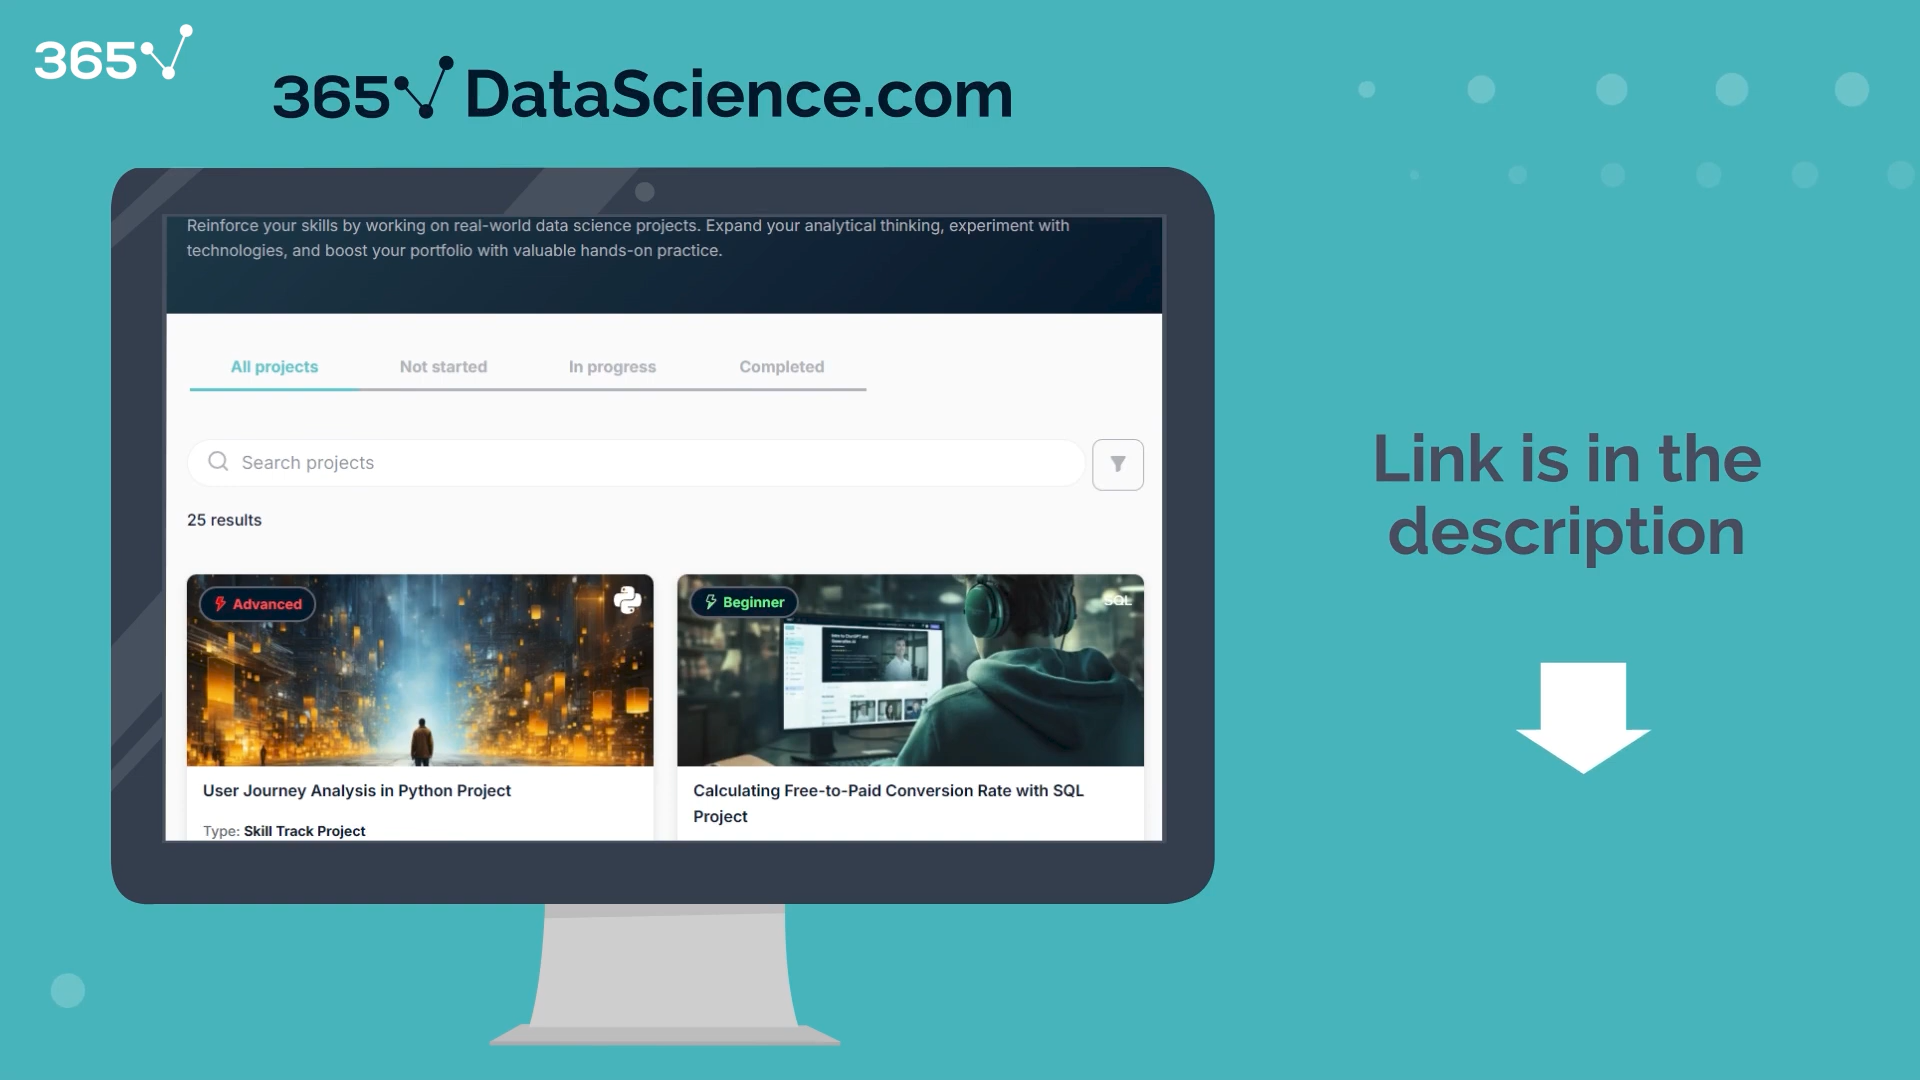 365
365 DataScience.com
Reinforce your skills by working on real-world data science projects. Expand your analytical thinking, experiment with
technologies, and boost your portfolio with valuable hands-on practice.
All projects
Not started
In progress
Completed
Search projects
25 results
Advanced
Beginner
SQL
User Journey Analysis in Python Project
Type: Skill Track Project
Calculating Free-to-Paid Conversion Rate with SQL
Project
Link is in the
description